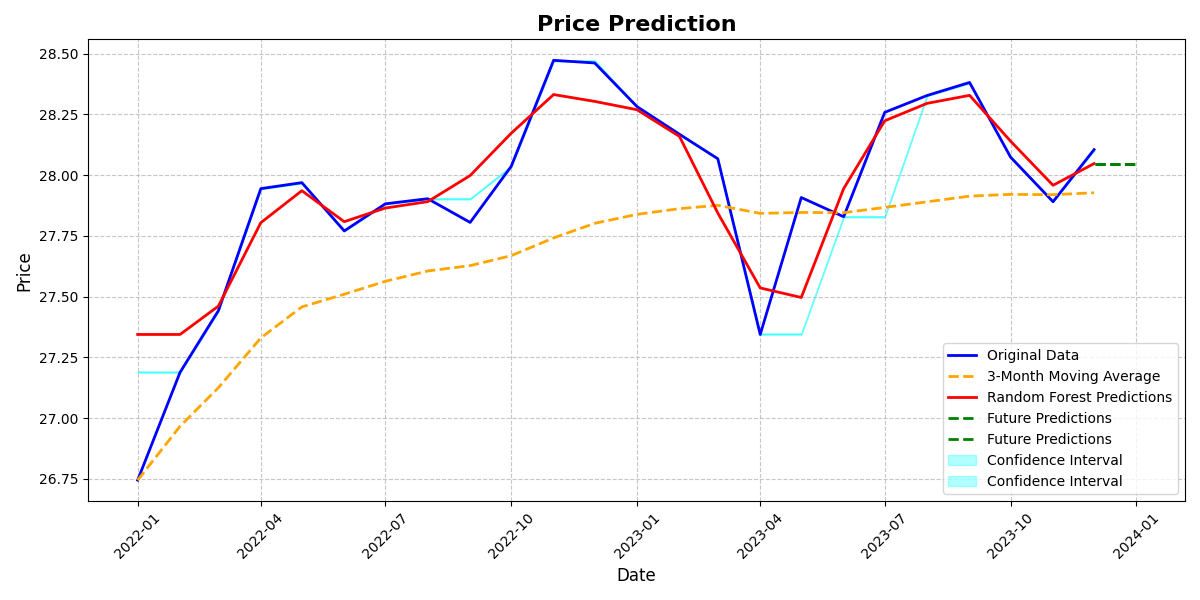 Price Prediction
28.50
28.25
28.00
27.75
27.50
27.25
27.00
26.75
Price
Original Data
3-Month Moving Average
Random Forest Predictions
Future Predictions
Future Predictions
Confidence Interval
Confidence Interval
2022-01
2022-04
2022-07
2022-10
2023-01
2023-04
2023-07
2023-10
2024-01
Date